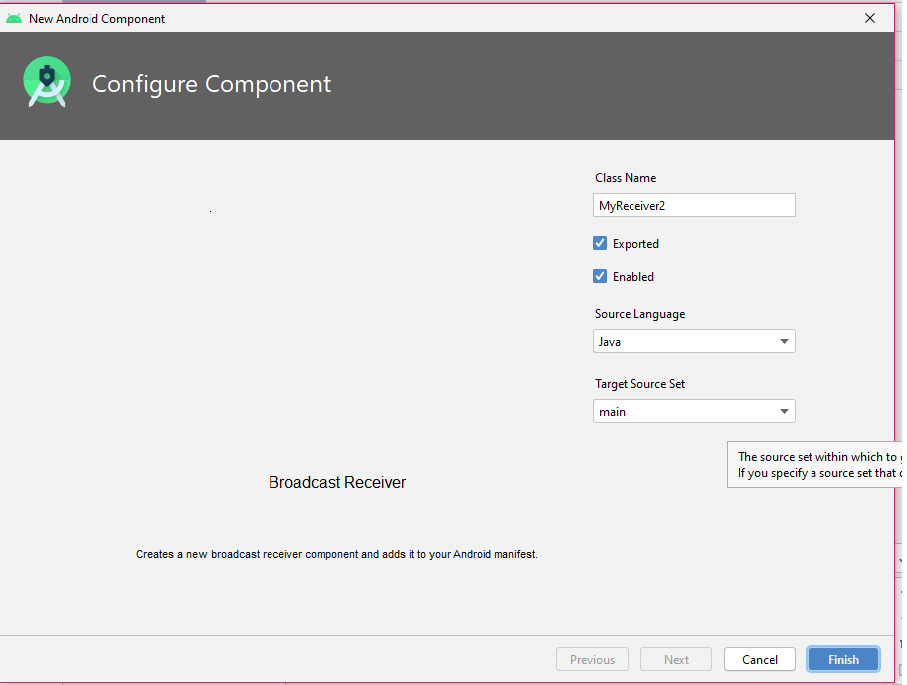 New Android Component
Configure Component
Class Name
MyReceiver2
Exported
Enabled
Source Language
Java
Target Source Set
main
The source set within which to
If you specify a source set that
Broadcast Receiver
Creates a new broadcast receiver component and adds it to your Android manifest.
Previous
Next
Cancel
Finish